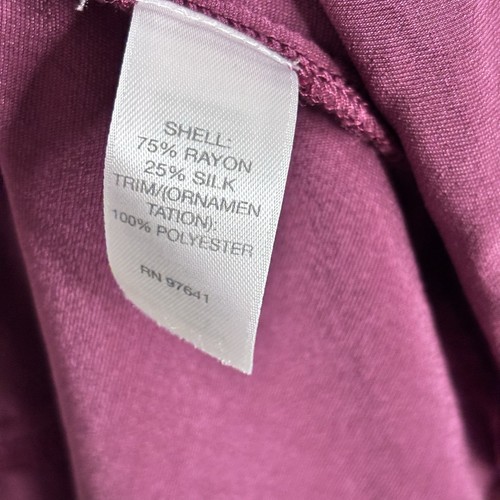 SHELL:
75% RAYON
25% SILK
TRIM/(ORNAMEN
TATION):
100% POLYESTER
RN 97641